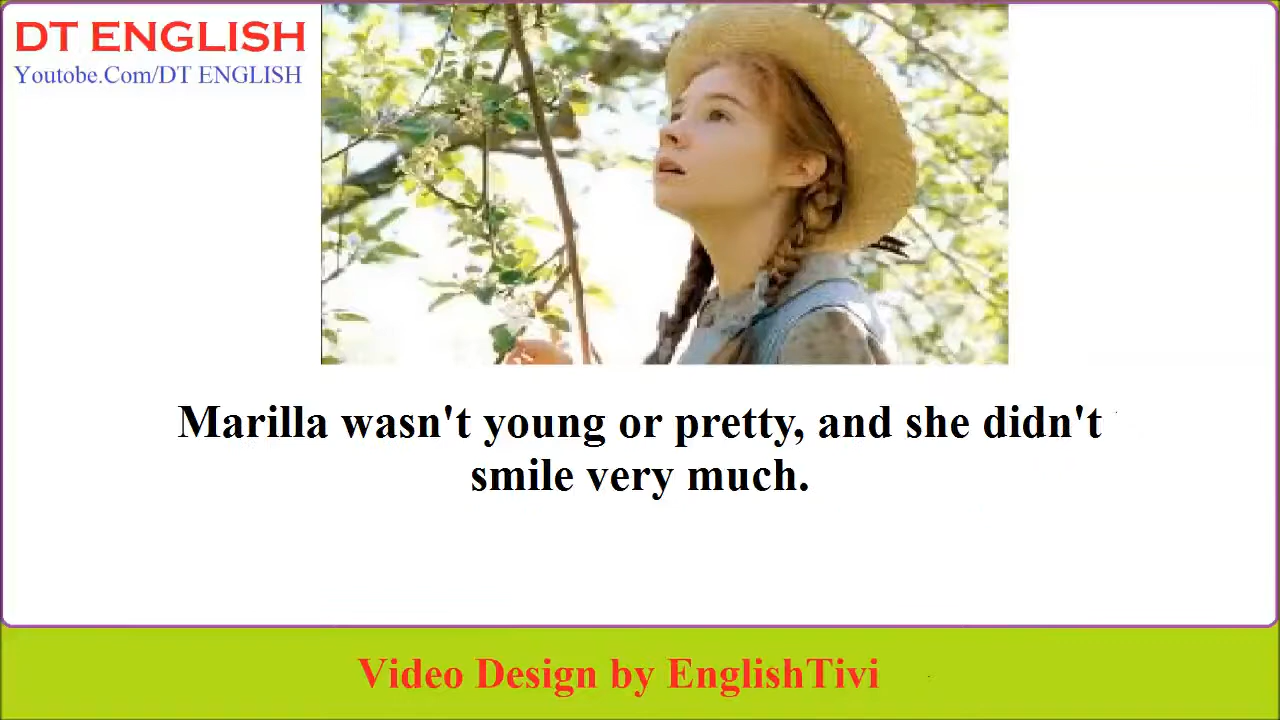 DT ENGLISH
Youtobe.Com/DT ENGLISH
Marilla wasn't young or pretty, and she didn't
smile very much.
Video Design by EnglishTivi